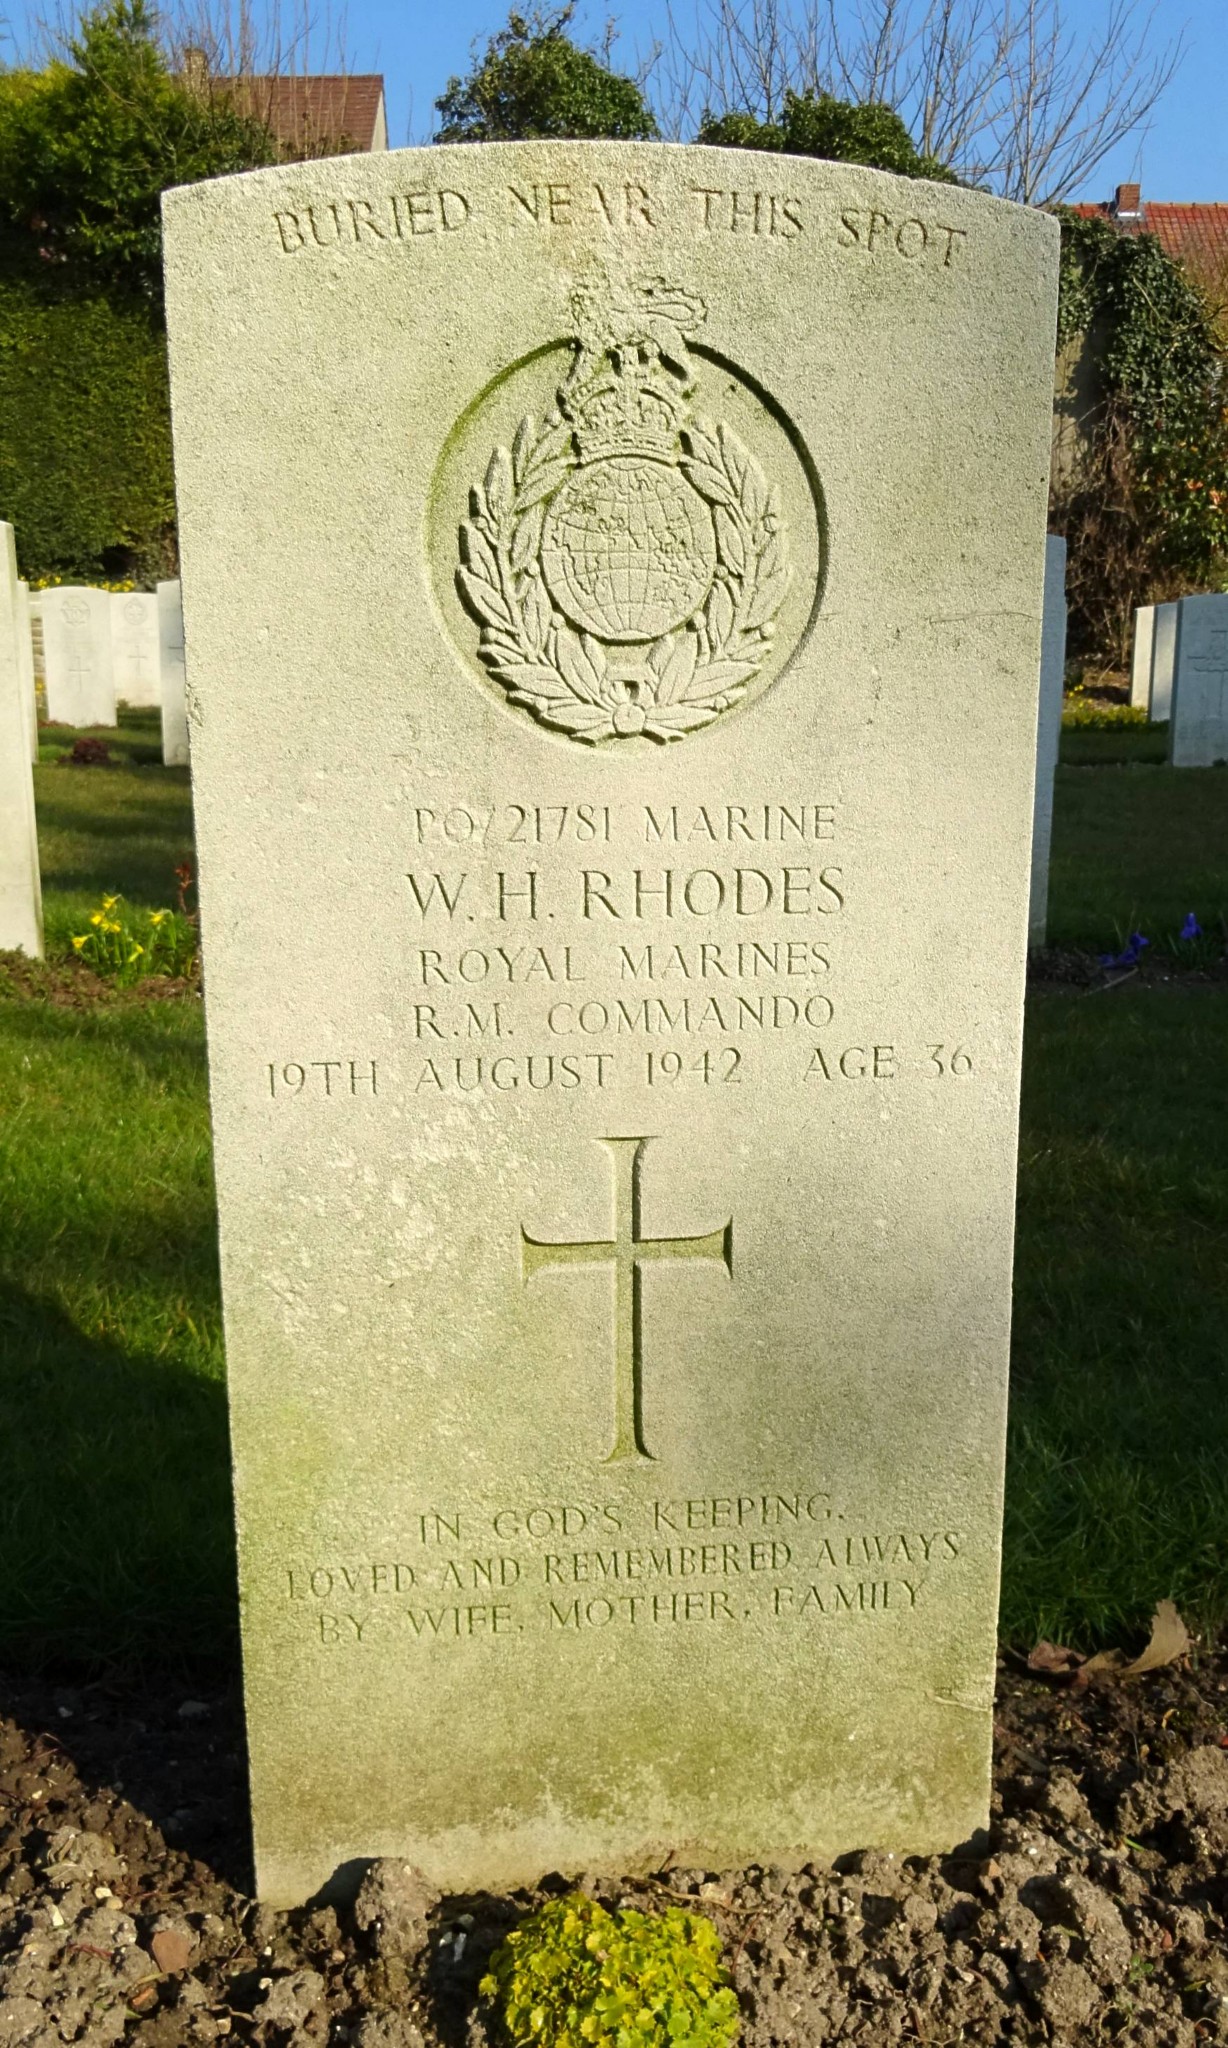 BURIED NEAR THIS SPOT
PO/21781 MARINE
W. H. RHODES
ROYAL MARINES
R.M. COMMANDO
19TH AUGUST 1942 AGE 36
IN GOD'S KEEPING.
LOVED AND REMEMBERED ALWAYS
BY WIFE, MOTHER, FAMILY